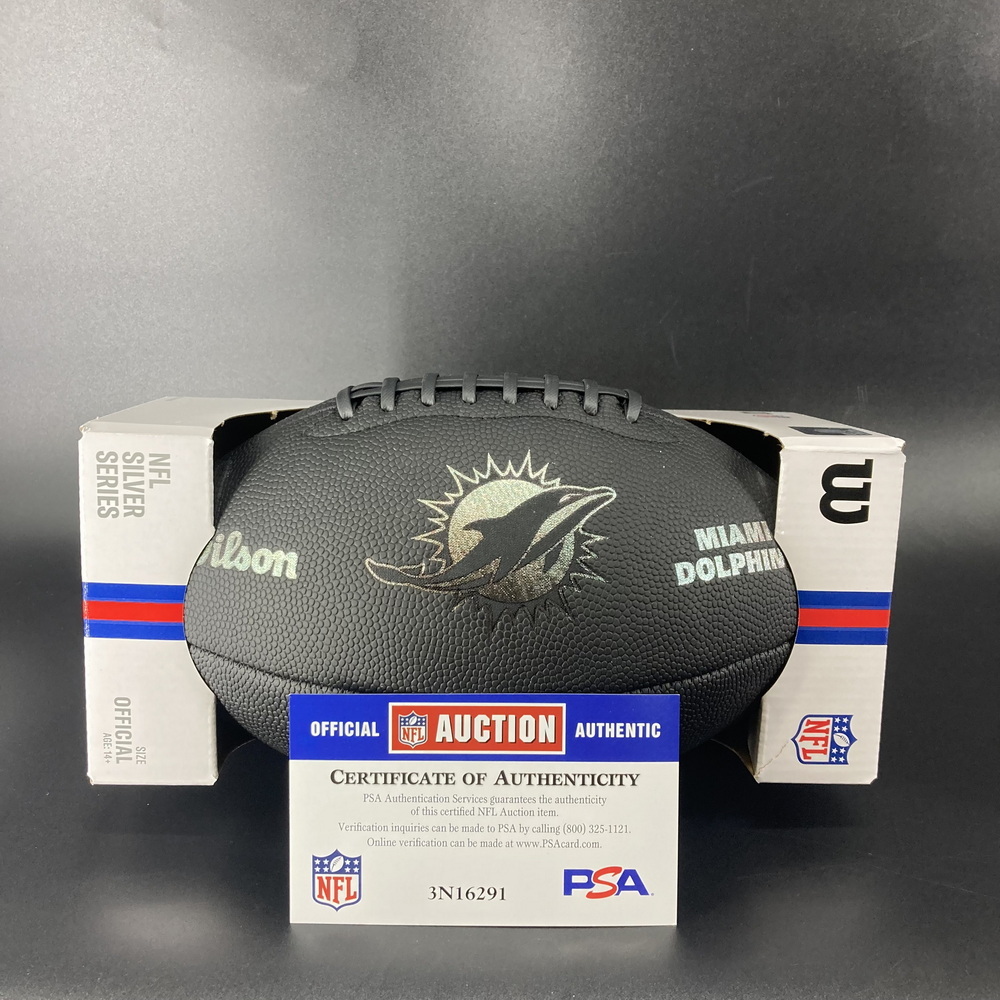 NFL
SILVER
SERIES
ilson
MIAMI
DOLPHIN
W
OFFICIAL
SIZE
AGE: 14+
NFL
OFFICIAL NFL AUCTION AUTHENTIC
CERTIFICATE OF AUTHENTICITY
PSA Authentication Services guarantees the authenticity
of this certified NFL Auction item.
Verification inquiries can be made to PSA by calling (800) 325-1121.
Online verification can be made at www.PSAcard.com.
NFL
3N16291
PSA